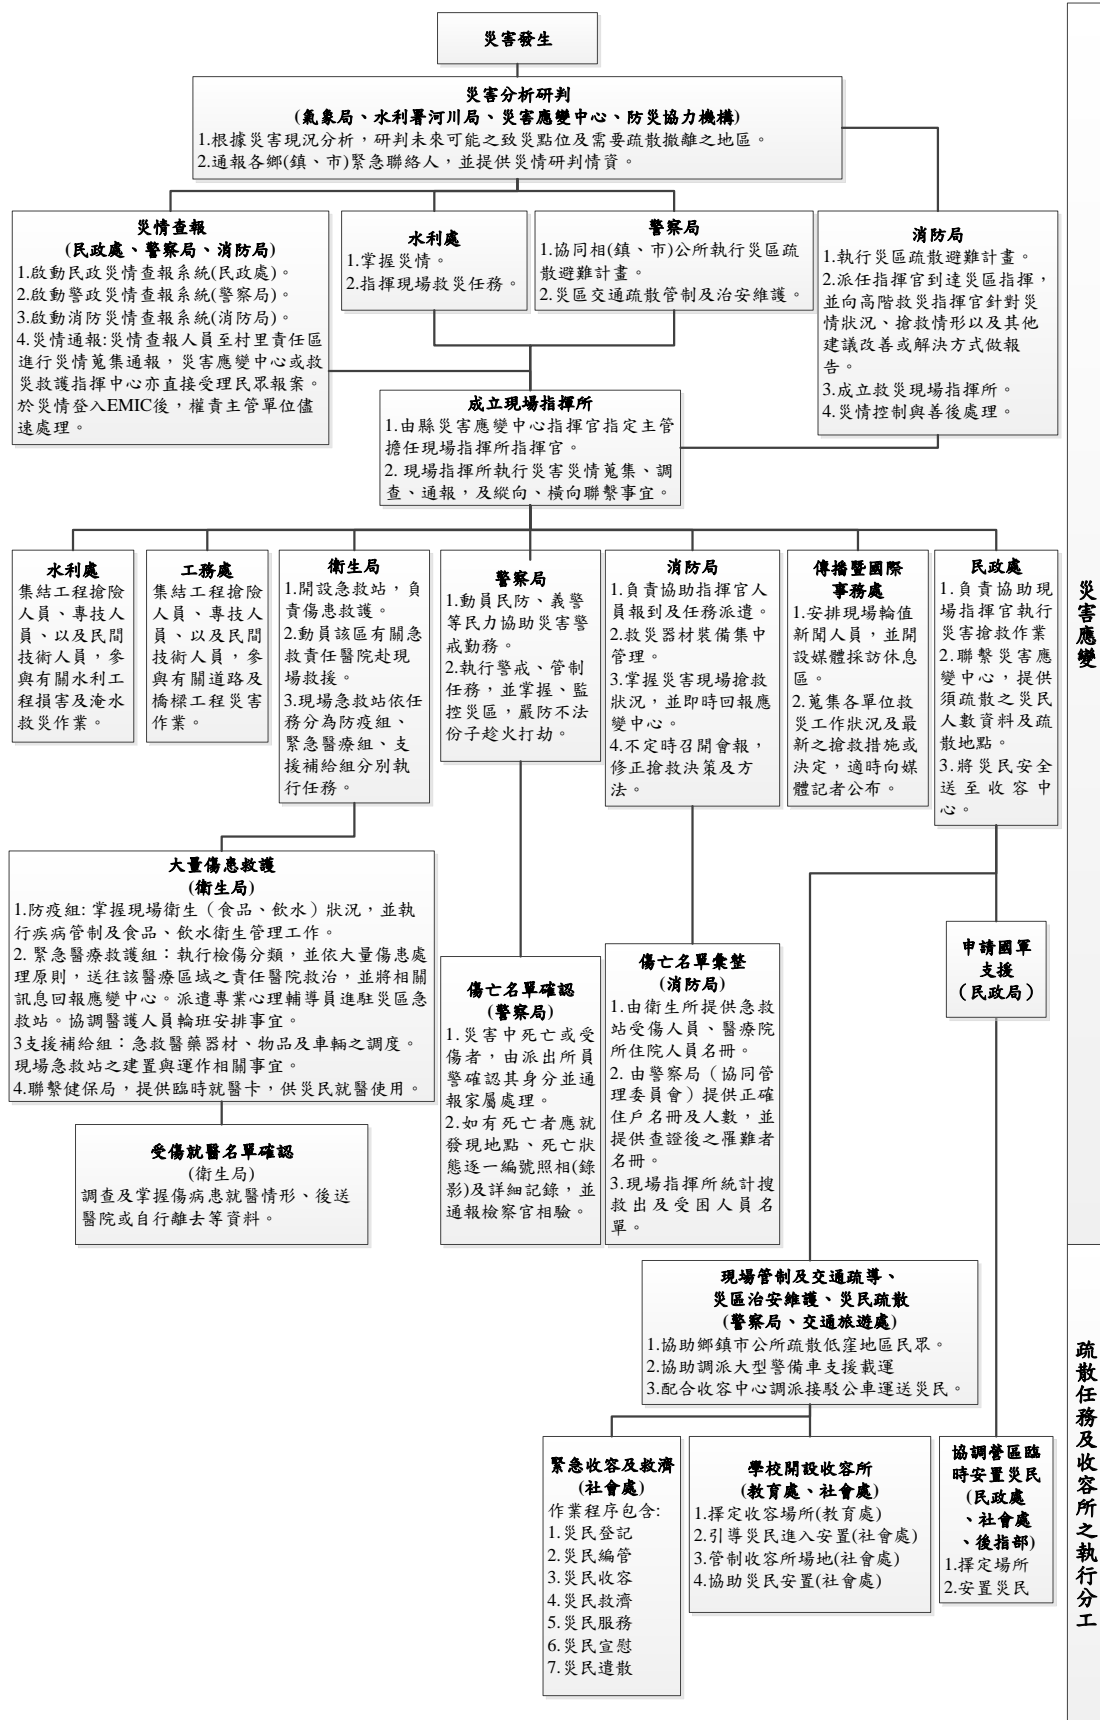 災害發生
災害分析研判
(氣象局、水利署河川局、災害應變中心、防災協力機構)
1.根據災害現況分析，研判未來可能之致災點位及需要疏散撤離之地區。
2.通報各鄉(鎮、市)緊急聯絡人，並提供災情研判情資。
災情查報
(民政處、警察局、消防局)
1.啟動民政災情查報系統(民政處)。
2.啟動警政災情查報系統(警察局)。
3.啟動消防災情查報系統(消防局)。
4.災情通報:災情查報人員至村里責任區
進行災情蒐集通報，災害應變中心或救
災救護指揮中心亦直接受理民眾報案。
於災情登入EMIC後，權責主管單位儘
速處理。
水利處
1.掌握災情。
2.指揮現場救災任務。
警察局
1.協同相(鎮、市)公所執行災區疏
散避難計畫。
2.災區交通疏散管制及治安維護。
消防局
1.執行災區疏散避難計畫。
2.派任指揮官到達災區指揮，
並向高階救災指揮官針對災
情狀況、搶救情形以及其他
建議改善或解決方式做報
告。
3.成立救災現場指揮所。
4.災情控制與善後處理。
成立現場指揮所
1.由縣災害應變中心指揮官指定主管
擔任現場指揮所指揮官。
2. 現場指揮所執行災害災情蒐集、調
查、通報，及縱向、橫向聯繫事宜。
水利處
集結工程搶險
人員、專技人
員、以及民間
技術人員，參
與有關水利工
程損害及淹水
救災作業。
工務處
集結工程搶險
人員、專技人
員、以及民間
技術人員，參
與有關道路及
橋樑工程災害
作業。
衛生局
1.開設急救站，負
責傷患救護。
2.動員該區有關急
救責任醫院赴現
場救援。
3.現場急救站依任
務分為防疫組、
緊急醫療組、支
援補給組分別執
行任務。
警察局
1.動員民防、義警
等民力協助災害警
戒勤務。
2.執行警戒、管制
任務，並掌握、監
控災區，嚴防不法
份子趁火打劫。
消防局
1.負責協助指揮官人
員報到及任務派遣。
2.救災器材裝備集中
管理。
3.掌握災害現場搶救
狀況，並即時回報應
變中心。
4.不定時召開會報，
修正搶救決策及方
法。
傳播暨國際
事務處
1.安排現場輪值
新聞人員，並開
設媒體採訪休息
區。
2.蒐集各單位救
災工作狀況及最
新之搶救措施或
決定，適時向媒
體記者公布。
民政處
1.負責協助現
場指揮官執行
災害搶救作業
2.聯繫災害應
變中心，提供
須疏散之災民
人數資料及疏
散地點。
3.將災民安全
送至收容中
心。
災害應變
大量傷患救護
(衛生局)
1.防疫組: 掌握現場衛生（食品、飲水）狀況，並執
行疾病管制及食品、飲水衛生管理工作。
2. 緊急醫療救護組：執行檢傷分類，並依大量傷患處
理原則，送往該醫療區域之責任醫院救治，並將相關
訊息回報應變中心。派遣專業心理輔導員進駐災區急
救站。協調醫護人員輪班安排事宜。
3支援補給組：急救醫藥器材、物品及車輛之調度。
現場急救站之建置與運作相關事宜。
4.聯繫健保局，提供臨時就醫卡，供災民就醫使用。
受傷就醫名單確認
(衛生局)
調查及掌握傷病患就醫情形、後送
醫院或自行離去等資料。
傷亡名單確認
(警察局)
1.災害中死亡或受
傷者，由派出所員
警確認其身分並通
報家屬處理。
2.如有死亡者應就
發現地點、死亡狀
態逐一編號照相(錄
影)及詳細記錄，並
通報檢察官相驗。
傷亡名單彙整
(消防局)
1.由衛生所提供急救
站受傷人員、醫療院
所住院人員名冊。
2. 由警察局（協同管
理委員會）提供正確
住戶名冊及人數，並
提供查證後之罹難者
名冊。
3.現場指揮所統計搜
救出及受困人員名
單。
申請國軍
支援
（民政局）
現場管制及交通疏導、
災區治安維護、災民疏散
(警察局、交通旅遊處)
1.協助鄉鎮市公所疏散低窪地區民眾。
2.協助調派大型警備車支援載運
3.配合收容中心調派接駁公車運送災民。
緊急收容及救濟
(社會處)
作業程序包含:
1.災民登記
2.災民編管
3.災民收容
4.災民救濟
5.災民服務
6.災民宣慰
7.災民遣散
學校開設收容所
(教育處、社會處)
1.擇定收容場所(教育處)
2.引導災民進入安置(社會處)
3.管制收容所場地(社會處)
4.協助災民安置(社會處)
協調營區臨
時安置災民
(民政處
、社會處
、後指部)
1.擇定場所
2.安置災民
疏散任務及收容所之執行分工